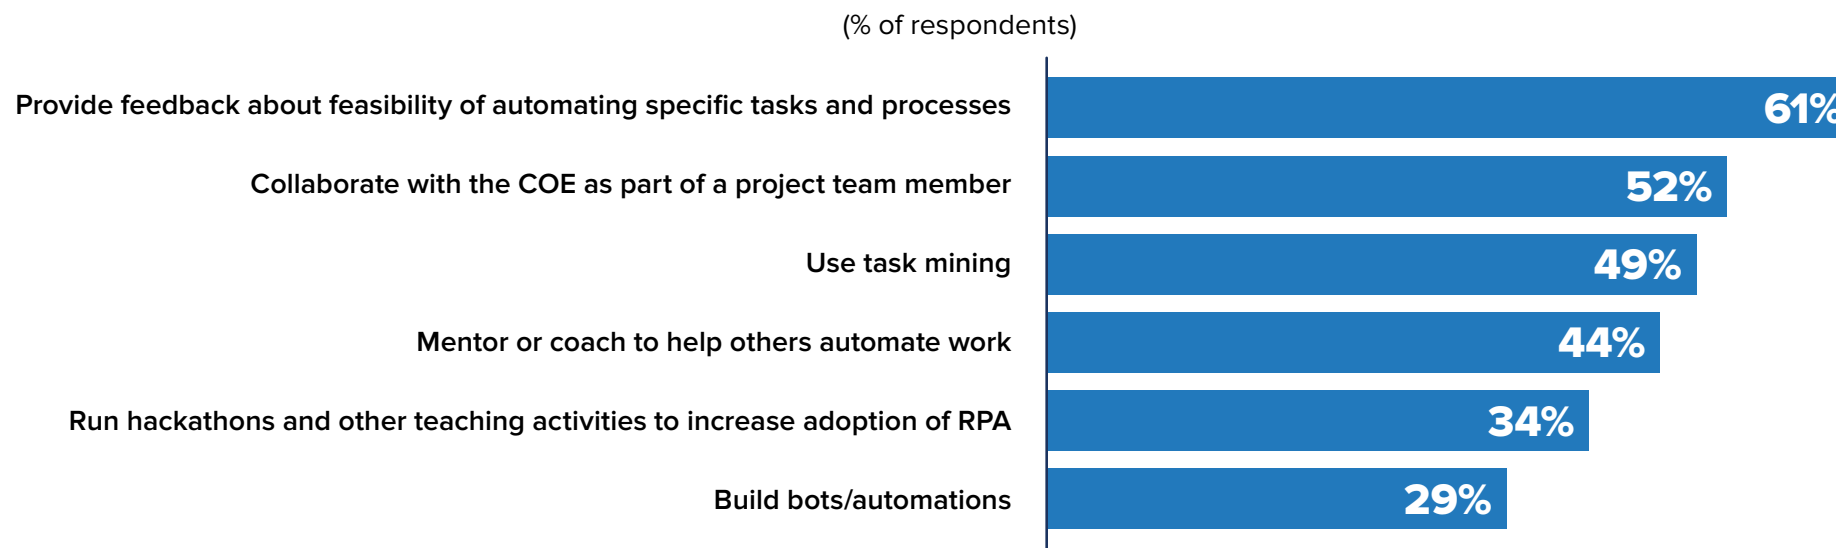 (% of respondents)
Provide feedback about feasibility of automating specific tasks and processes 61%
Collaborate with the COE as part of a project team member 52%
Use task mining 49%
Mentor or coach to help others automate work 44%
Run hackathons and other teaching activities to increase adoption of RPA 34%
Build bots/automations 29%